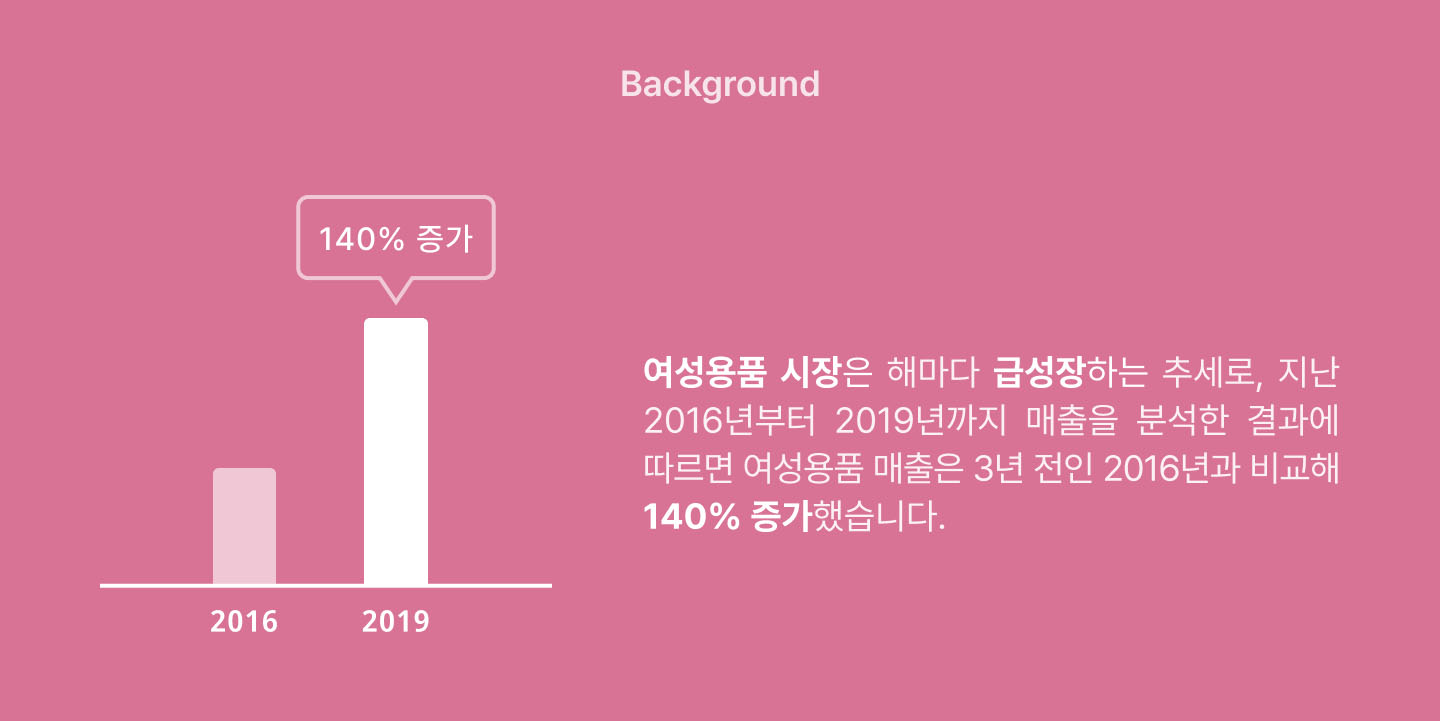 Background
140% 증가
2016
2019
여성용품 시장은 해마다 급성장하는 추세로, 지난
2016년부터 2019년까지 매출을 분석한 결과에
따르면 여성용품 매출은 3년 전인 2016년과 비교해
140% 증가했습니다.